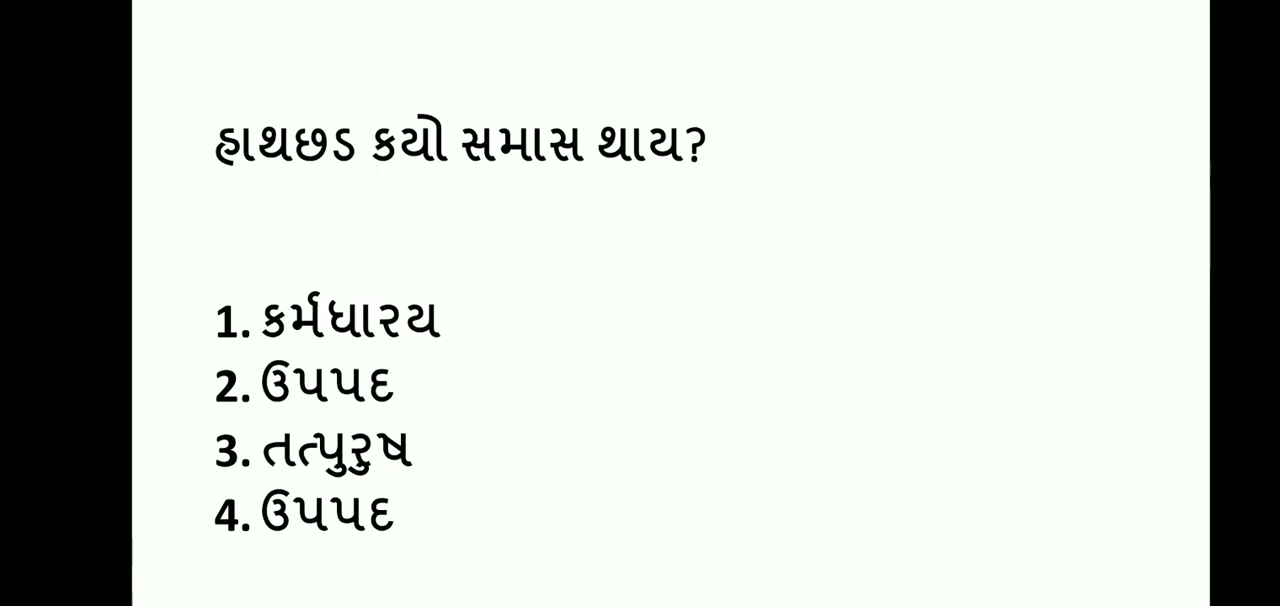 હાથછડ કયો સમાસ થાય?
1. કર્મધારય
2. ઉપપદ
3. તત્પુરુષ
4. ઉપપદ